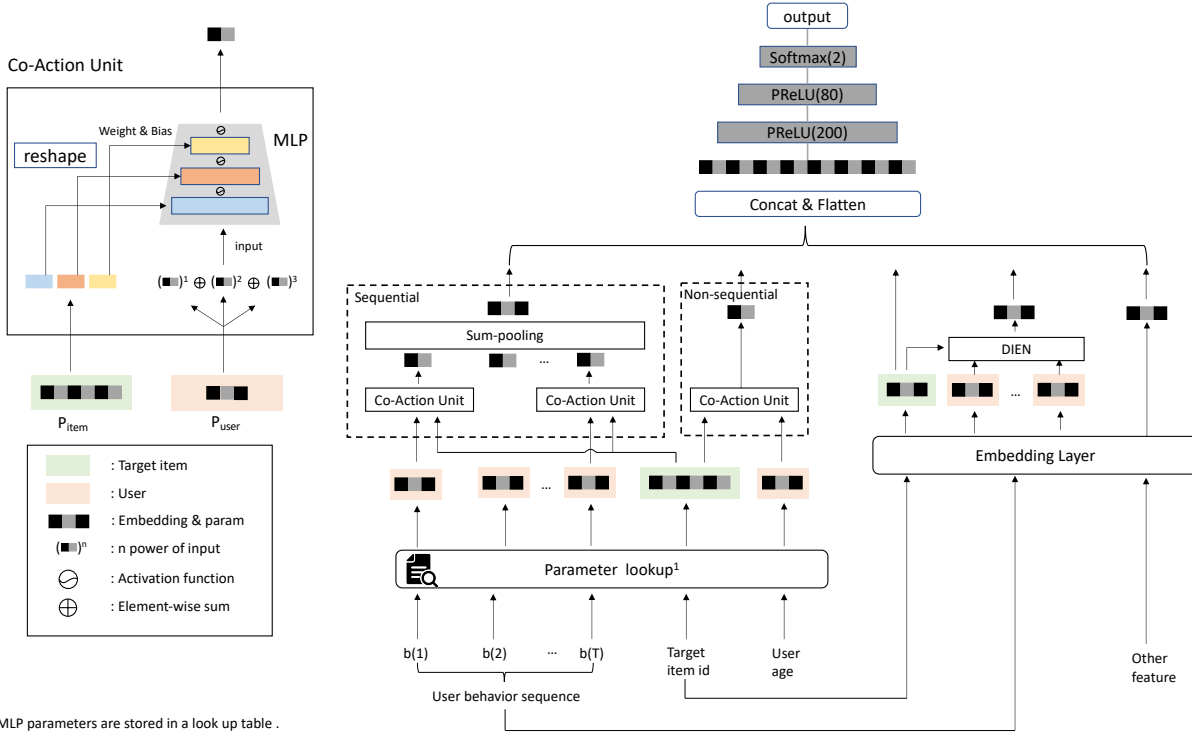 output
Softmax(2)
PReLU(80)
PReLU(200)
Concat & Flatten
Co-Action Unit
Weight & Bias
MLP
reshape
input
( )¹ ⊕ ( )² ⊕ ( )³
P_item
P_user
: Target item
: User
: Embedding & param
( )ⁿ : n power of input
: Activation function
⊕ : Element-wise sum
Sequential
Sum-pooling
...
Co-Action Unit
Co-Action Unit
Non-sequential
Co-Action Unit
DIEN
...
Embedding Layer
...
Parameter lookup¹
b(1)
b(2)
...
b(T)
User behavior sequence
Target
item id
User
age
Other
feature
MLP parameters are stored in a look up table .